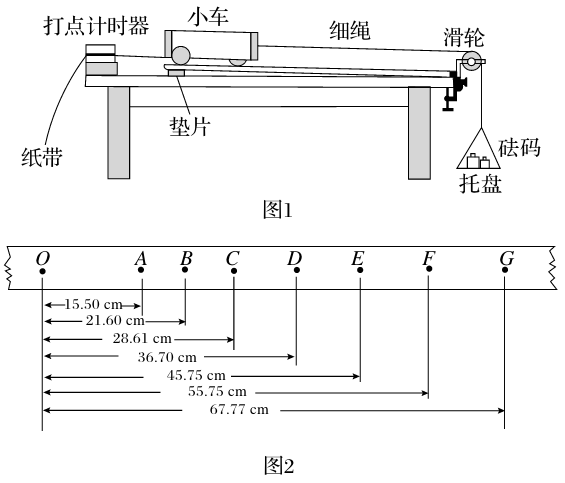 打点计时器
小车
细绳
滑轮
纸带
垫片
砝码
托盘
图1
O A B C D E F G
15.50 cm
21.60 cm
28.61 cm
36.70 cm
45.75 cm
55.75 cm
67.77 cm
图2